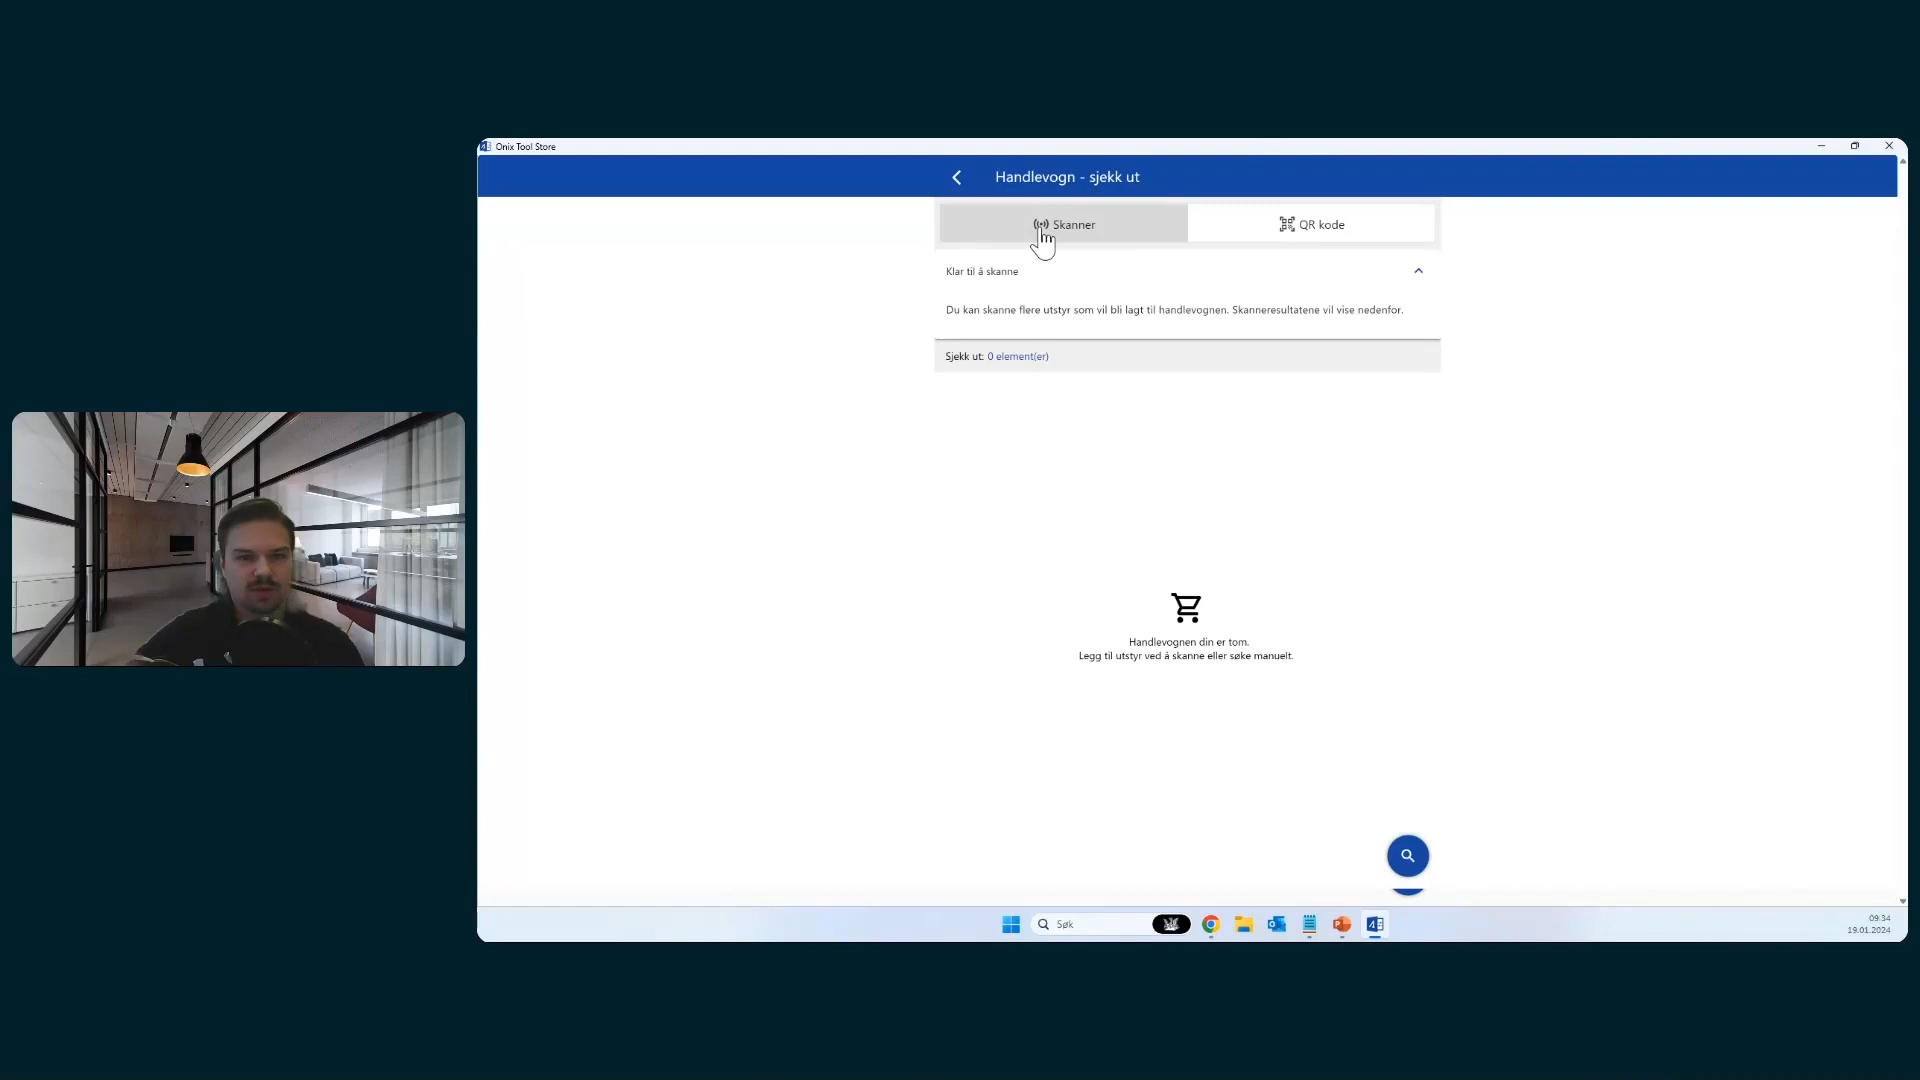 Onix Tool Store
Handlevogn - sjekk ut
Skanner
QR kode
Klar til å skanne
Du kan skanne flere utstyr som vil bli lagt til handlevognen. Skanneresultatene vil vise nedenfor.
Sjekk ut: 0 element(er)
Handlevognen din er tom.
Legg til utstyr ved å skanne eller søke manuelt.
Søk
09:34
19.01.2024